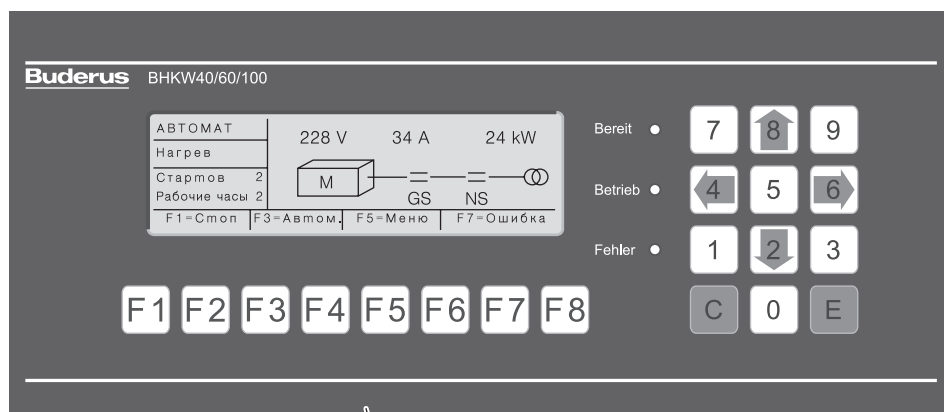 Buderus BHKW40/60/100
АВТОМАТ
Нагрев
Стартов 2
Рабочие часы 2
228 V 34 A 24 kW
M
GS NS
F1=Стоп F3=Автом. F5=Меню F7=Ошибка
Bereit
Betrieb
Fehler
7 8 9
4 5 6
1 2 3
C 0 E
F1 F2 F3 F4 F5 F6 F7 F8